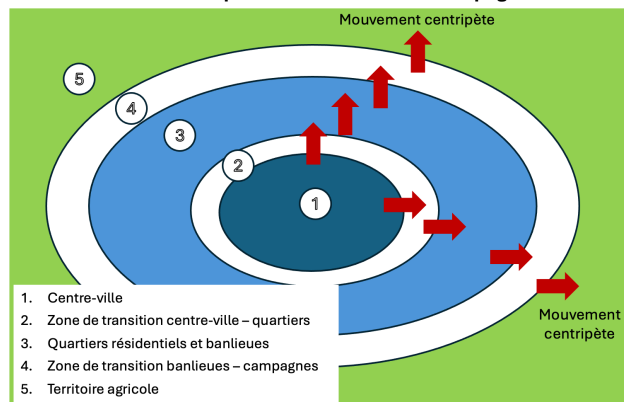 Mouvement centripète
5
4
3
2
1
1. Centre-ville
2. Zone de transition centre-ville – quartiers
3. Quartiers résidentiels et banlieues
4. Zone de transition banlieues – campagnes
5. Territoire agricole
Mouvement
centripète